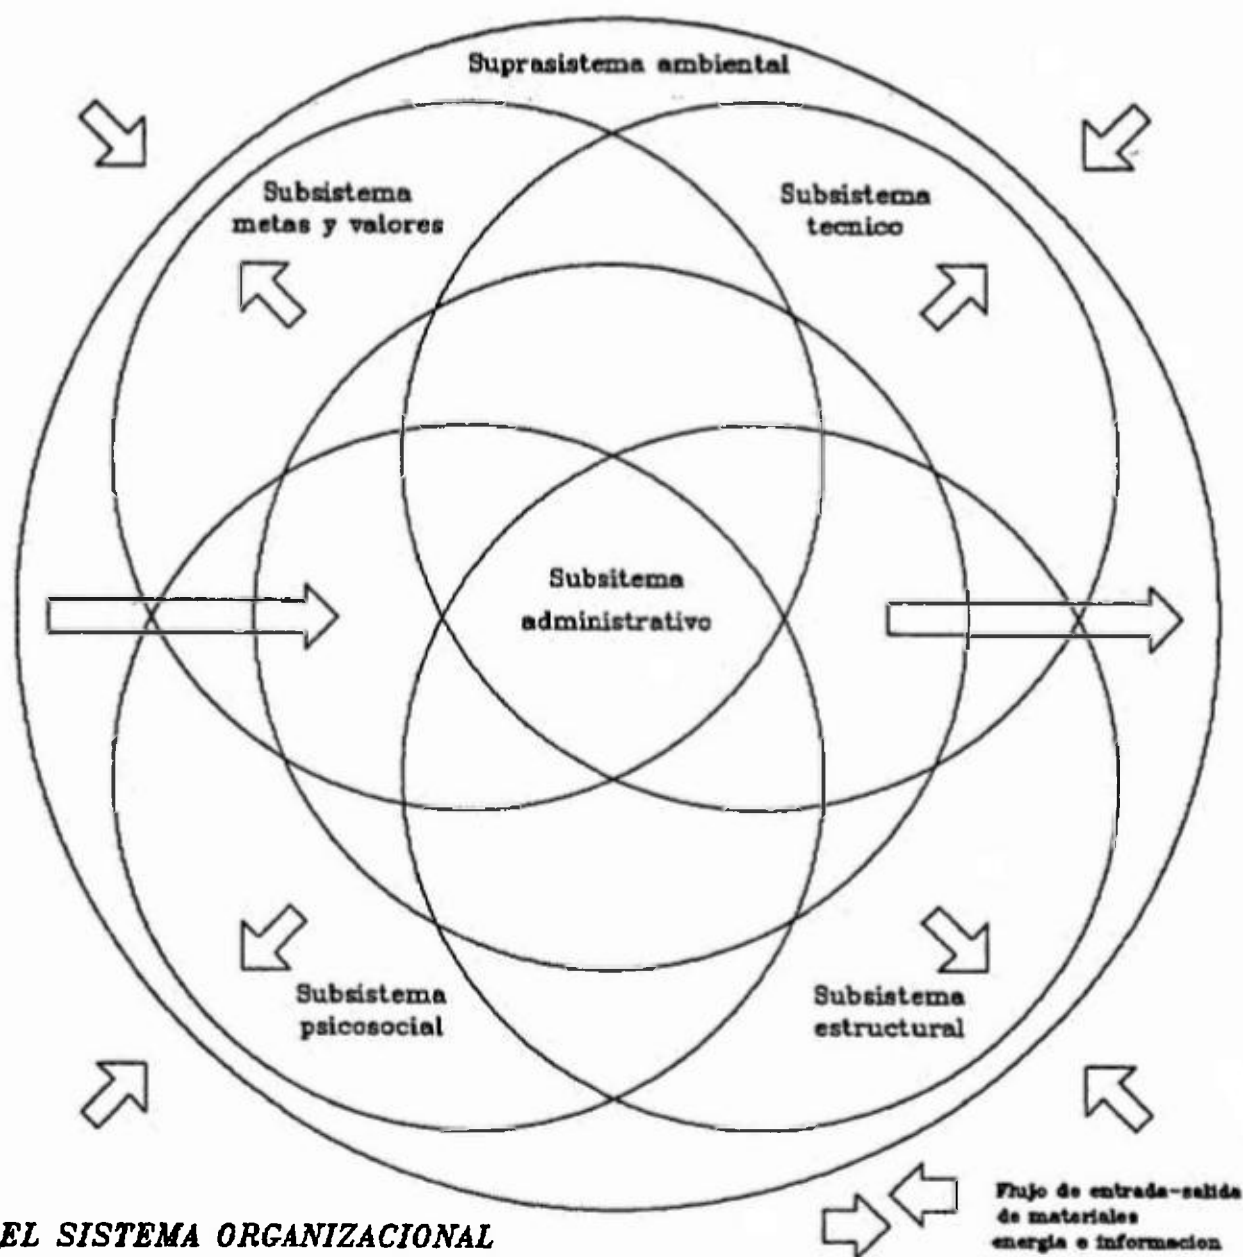 Suprasistema ambiental
Subsistema
metas y valores
Subsistema
tecnico
Subsitema
administrativo
Subsistema
psicosocial
Subsistema
estructural
EL SISTEMA ORGANIZACIONAL
Flujo de entrada-salida
de materiales
energia e informacion